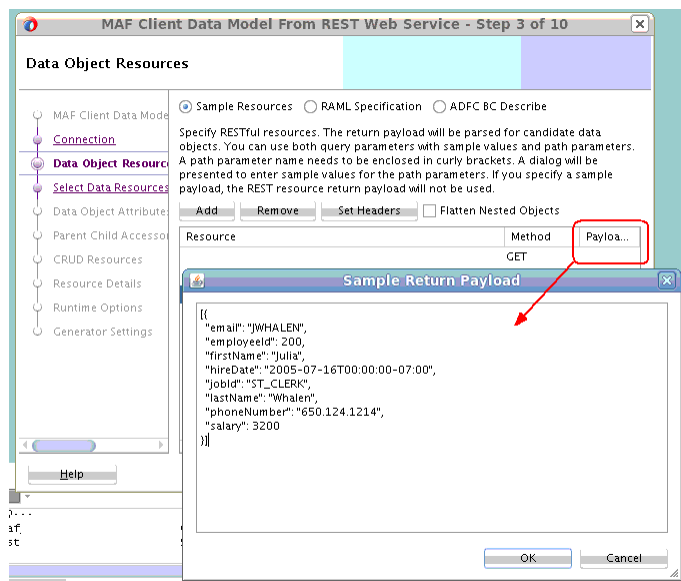 MAF Client Data Model From REST Web Service - Step 3 of 10
Data Object Resources
MAF Client Data Mode
Connection
Data Object Resourc
Select Data Resources
Data Object Attribute
Parent Child Accesso
CRUD Resources
Resource Details
Runtime Options
Generator Settings
Sample Resources RAML Specification ADFC BC Describe
Specify RESTful resources. The return payload will be parsed for candidate data
objects. You can use both query parameters with sample values and path parameters.
A path parameter name needs to be enclosed in curly brackets. A dialog will be
presented to enter sample values for the path parameters. If you specify a sample
payload, the REST resource return payload will not be used.
Add Remove Set Headers Flatten Nested Objects
Resource Method Payloa...
GET
Sample Return Payload
[{
"email": "JWHALEN",
"employeeId": 200,
"firstName": "Julia",
"hireDate": "2005-07-16T00:00:00-07:00",
"jobId": "ST_CLERK",
"lastName": "Whalen",
"phoneNumber": "650.124.1214",
"salary": 3200
}]
Help
OK Cancel